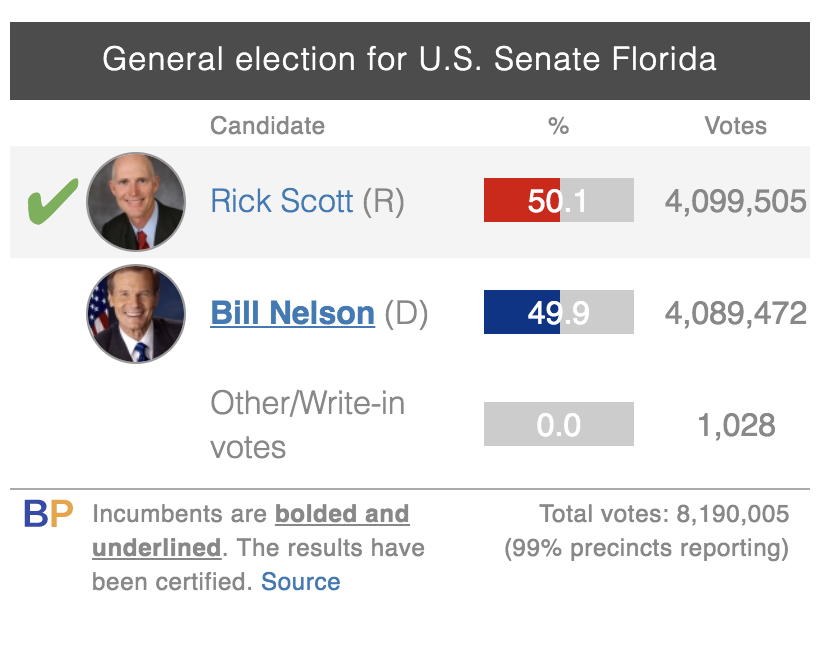 General election for U.S. Senate Florida
Candidate % Votes
Rick Scott (R) 50.1 4,099,505
Bill Nelson (D) 49.9 4,089,472
Other/Write-in
votes 0.0 1,028
BP Incumbents are bolded and
underlined. The results have
been certified. Source
Total votes: 8,190,005
(99% precincts reporting)